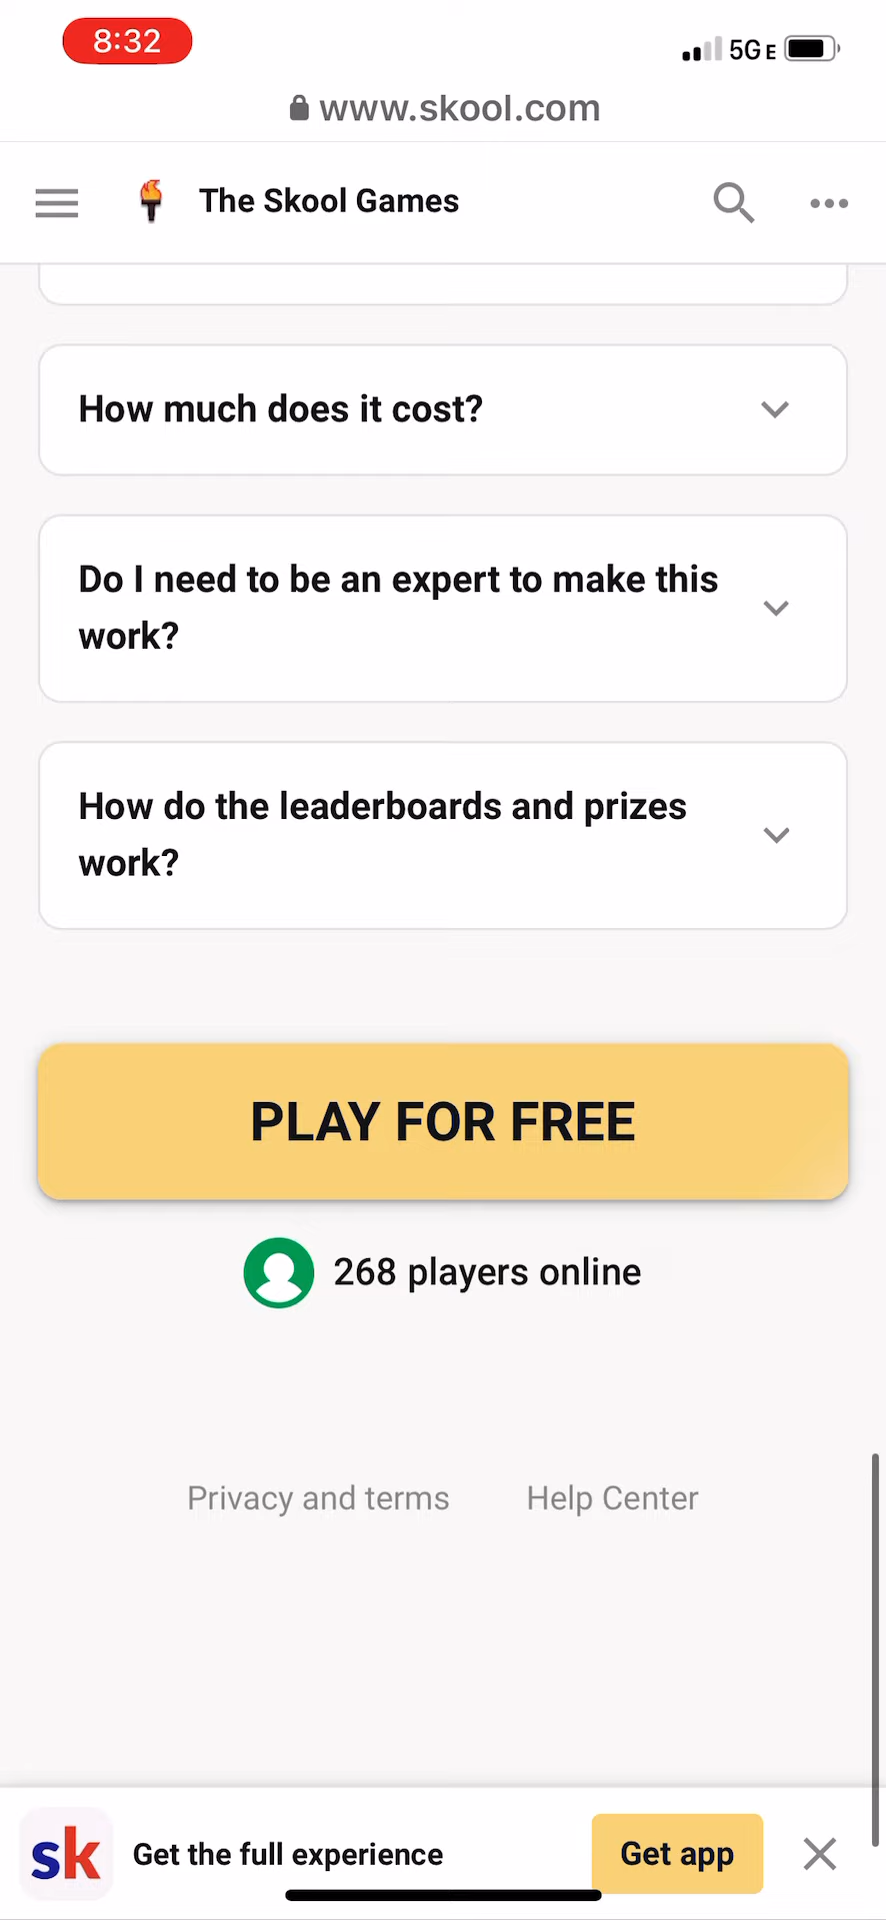 8:32
5GE
www.skool.com
The Skool Games
How much does it cost?
Do I need to be an expert to make this
work?
How do the leaderboards and prizes
work?
PLAY FOR FREE
268 players online
Privacy and terms
Help Center
sk
Get the full experience
Get app